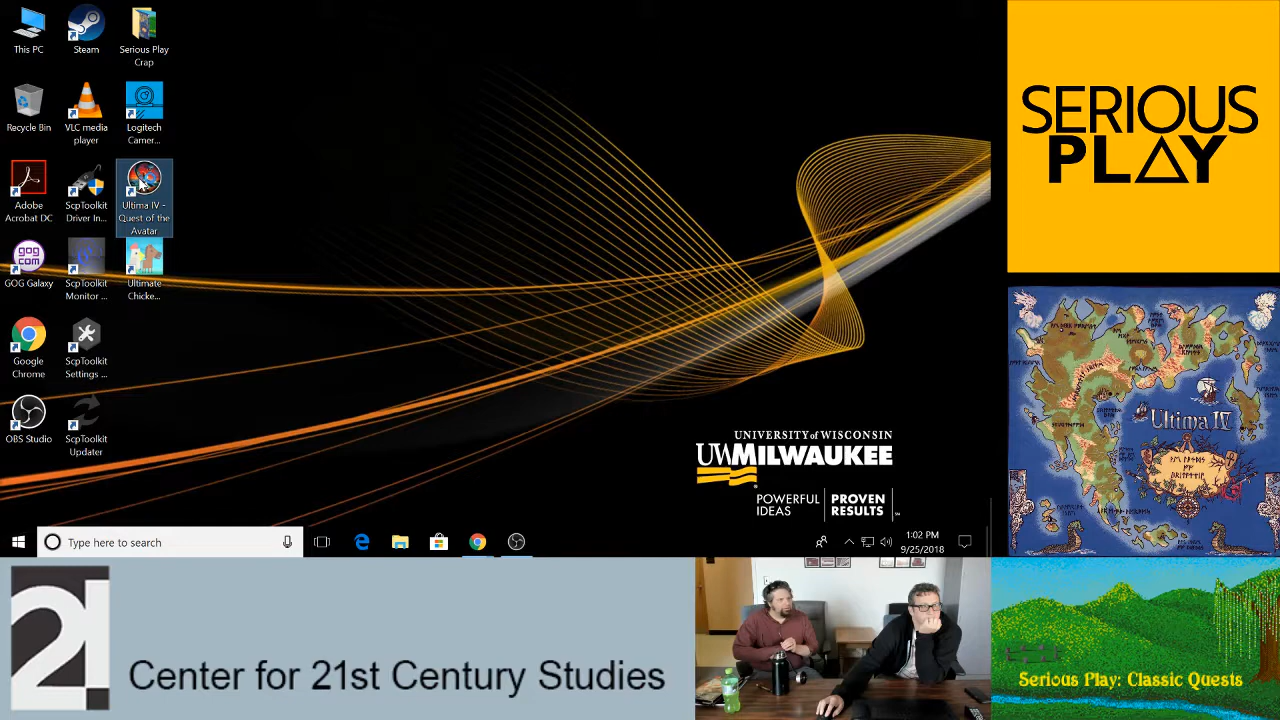 This PC
Steam
Serious Play
Crap
Recycle Bin
VLC media
player
Logitech
Camer...
Adobe
Acrobat DC
ScpToolkit
Driver In...
Ultima IV -
Quest of the
Avatar
GOG
COM
GOG Galaxy
ScpToolkit
Monitor ...
Ultimate
Chicke...
Google
Chrome
ScpToolkit
Settings ...
OBS Studio
ScpToolkit
Updater
UNIVERSITY of WISCONSIN
UWMILWAUKEE
POWERFUL
IDEAS
PROVEN
RESULTS
Type here to search
1:02 PM
9/25/2018
SERIOUS
PLAY
Ultima IV
21
Center for 21st Century Studies
Serious Play: Classic Quests